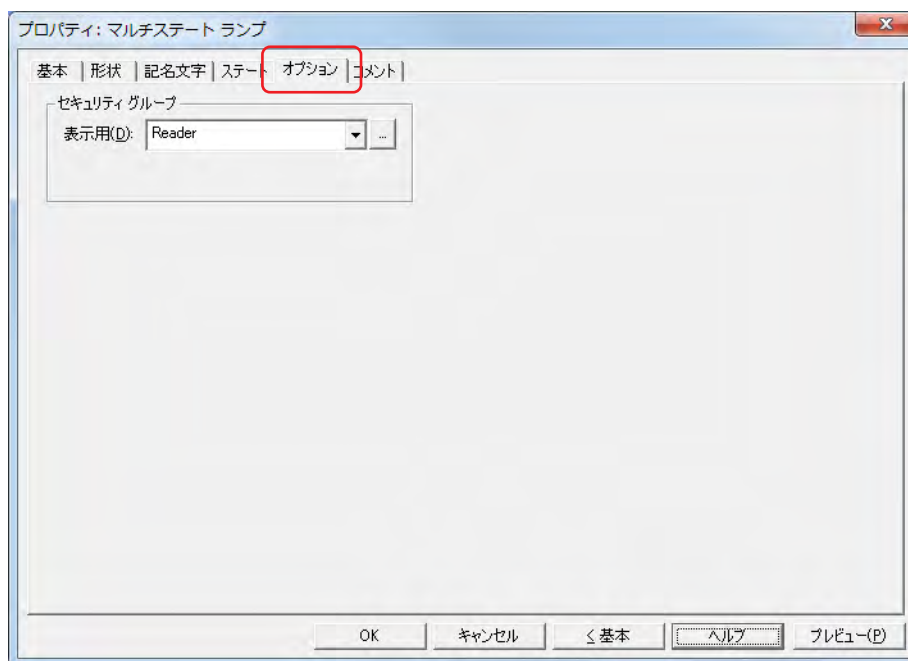 プロパティ: マルチステート ランプ
基本 形状 記名文字 ステート オプション コメント
セキュリティ グループ
表示用(D): Reader ...
OK キャンセル < 基本 ヘルプ プレビュー(P)